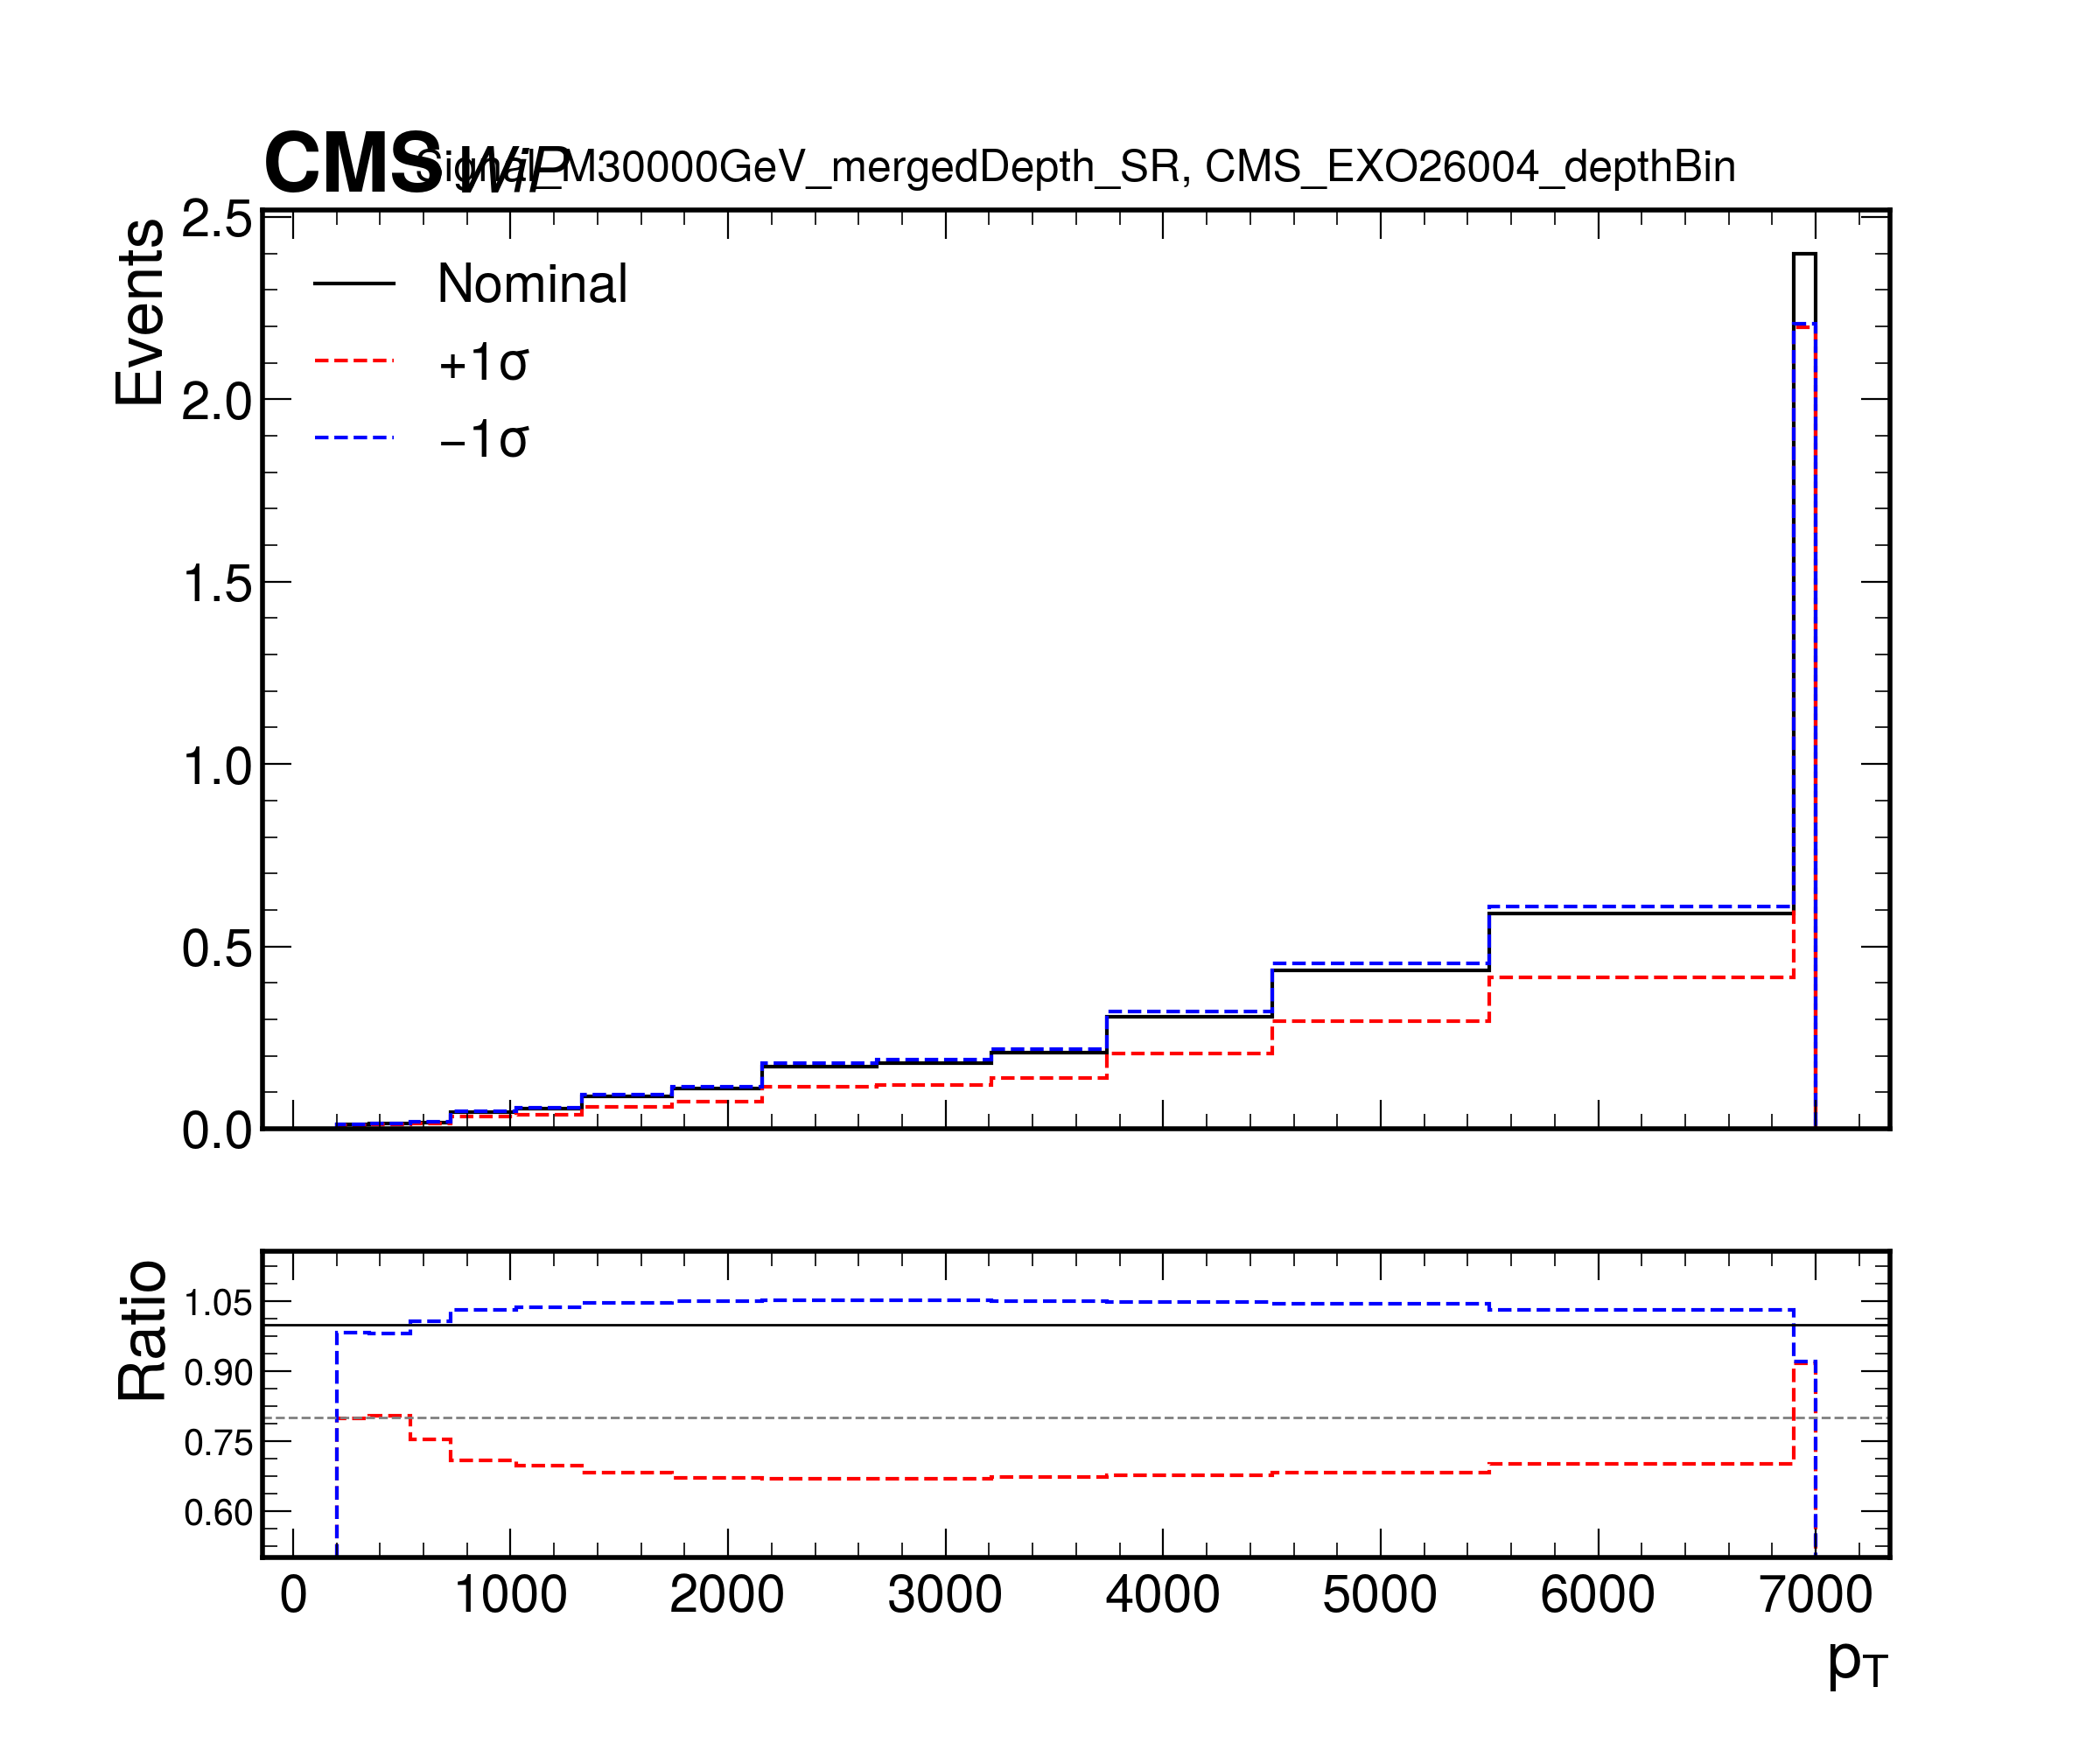 CMS WiP
Signal_M30000GeV_mergedDepth_SR, CMS_EXO26004_depthBin
Events
2.5
2.0
1.5
1.0
0.5
0.0
Nominal
+1σ
−1σ
Ratio
1.05
0.90
0.75
0.60
0 1000 2000 3000 4000 5000 6000 7000
pT